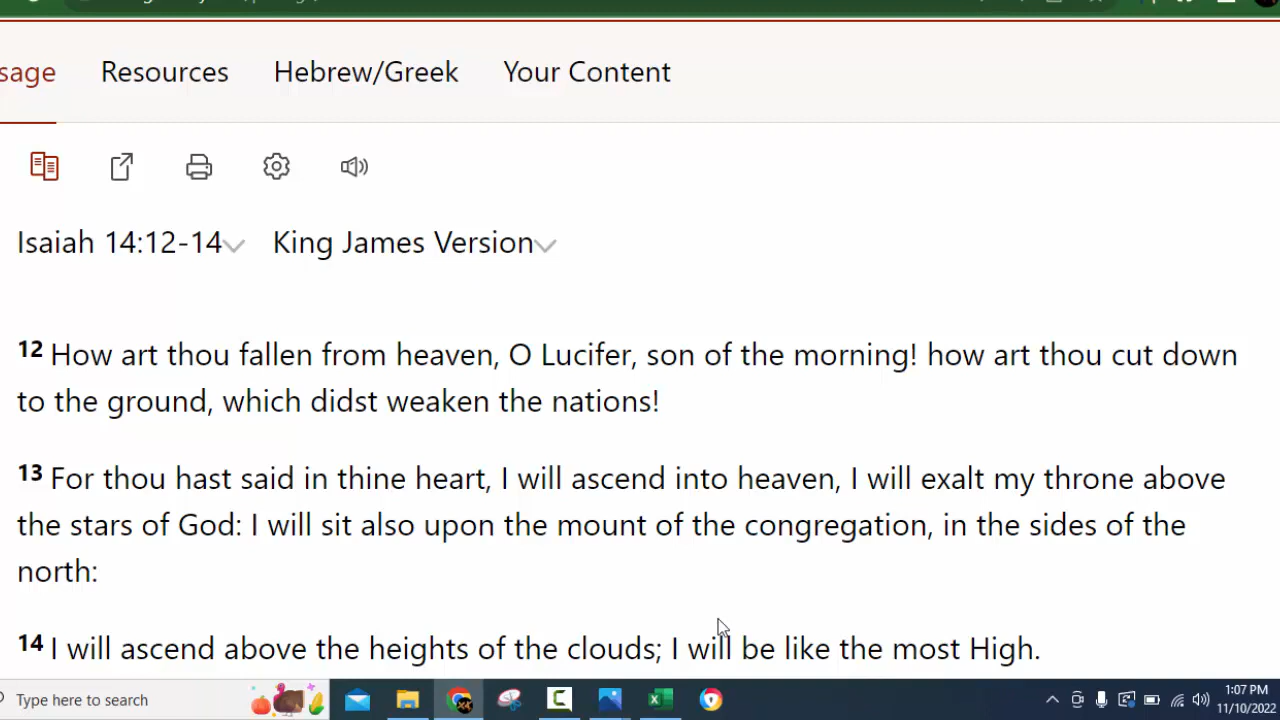 sage Resources Hebrew/Greek Your Content
Isaiah 14:12-14 King James Version
12 How art thou fallen from heaven, O Lucifer, son of the morning! how art thou cut down
to the ground, which didst weaken the nations!
13 For thou hast said in thine heart, I will ascend into heaven, I will exalt my throne above
the stars of God: I will sit also upon the mount of the congregation, in the sides of the
north:
14 I will ascend above the heights of the clouds; I will be like the most High.
Type here to search
1:07 PM
11/10/2022